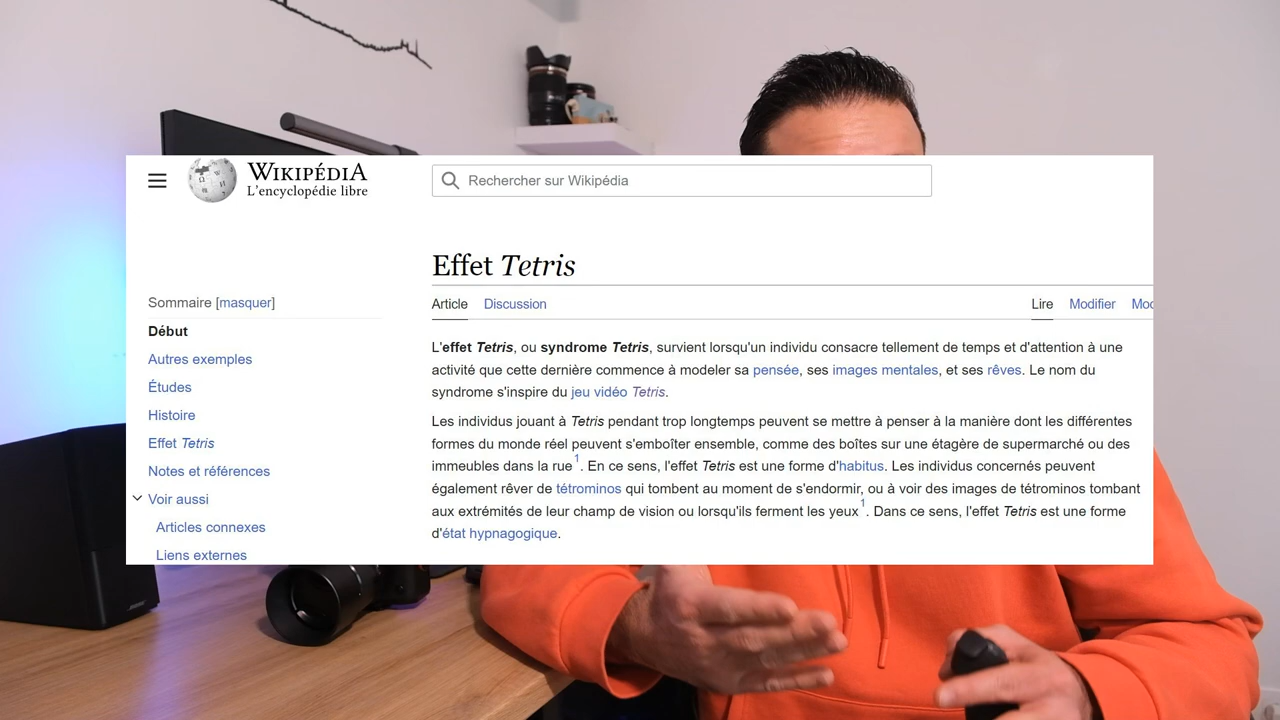 WIKIPÉDIA
L'encyclopédie libre
Rechercher sur Wikipédia
Effet Tetris
Sommaire [masquer]
Début
Autres exemples
Études
Histoire
Effet Tetris
Notes et références
Voir aussi
Articles connexes
Liens externes
Article Discussion
Lire Modifier Moc
L'effet Tetris, ou syndrome Tetris, survient lorsqu'un individu consacre tellement de temps et d'attention à une
activité que cette dernière commence à modeler sa pensée, ses images mentales, et ses rêves. Le nom du
syndrome s'inspire du jeu vidéo Tetris.
Les individus jouant à Tetris pendant trop longtemps peuvent se mettre à penser à la manière dont les différentes
formes du monde réel peuvent s'emboîter ensemble, comme des boîtes sur une étagère de supermarché ou des
immeubles dans la rue1. En ce sens, l'effet Tetris est une forme d'habitus. Les individus concernés peuvent
également rêver de tétrominos qui tombent au moment de s'endormir, ou à voir des images de tétrominos tombant
aux extrémités de leur champ de vision ou lorsqu'ils ferment les yeux1. Dans ce sens, l'effet Tetris est une forme
d'état hypnagogique.